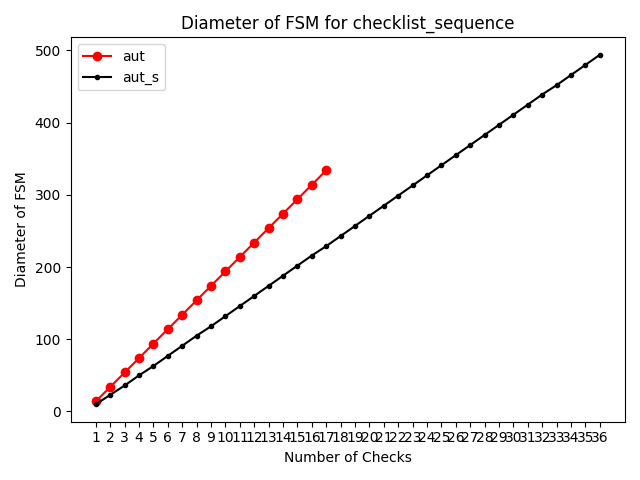 Diameter of FSM for checklist_sequence
aut
aut_s
Diameter of FSM
500
400
300
200
100
0
1 2 3 4 5 6 7 8 9 10 11 12 13 14 15 16 17 18 19 20 21 22 23 24 25 26 27 28 29 30 31 32 33 34 35 36
Number of Checks